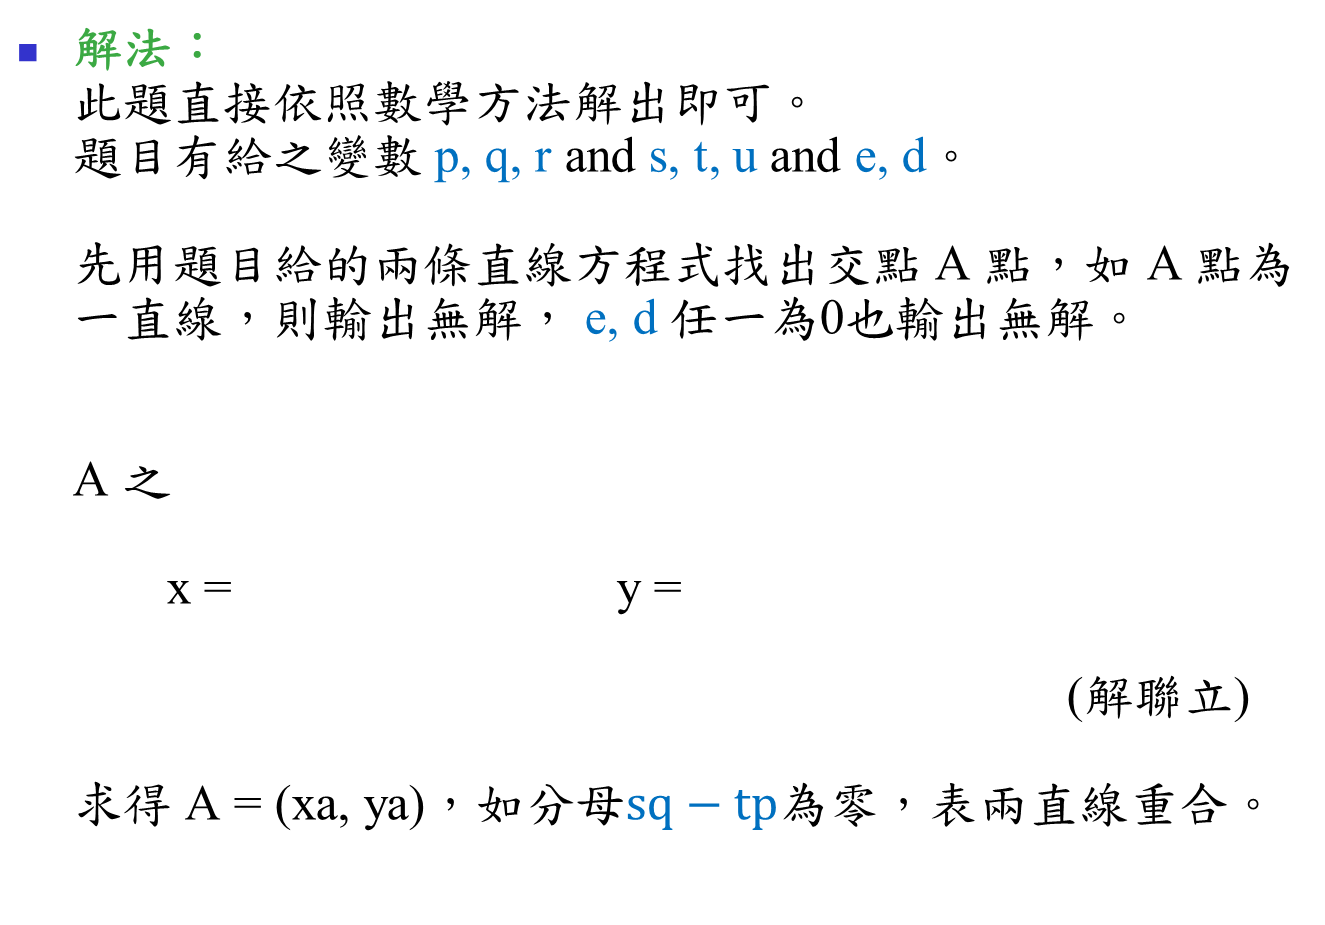 解法：
此題直接依照數學方法解出即可。
題目有給之變數 p, q, r and s, t, u and e, d。
先用題目給的兩條直線方程式找出交點 A 點，如 A 點為
一直線，則輸出無解， e, d 任一為0也輸出無解。
A 之
x = y =
(解聯立)
求得 A = (xa, ya)，如分母sq − tp為零，表兩直線重合。